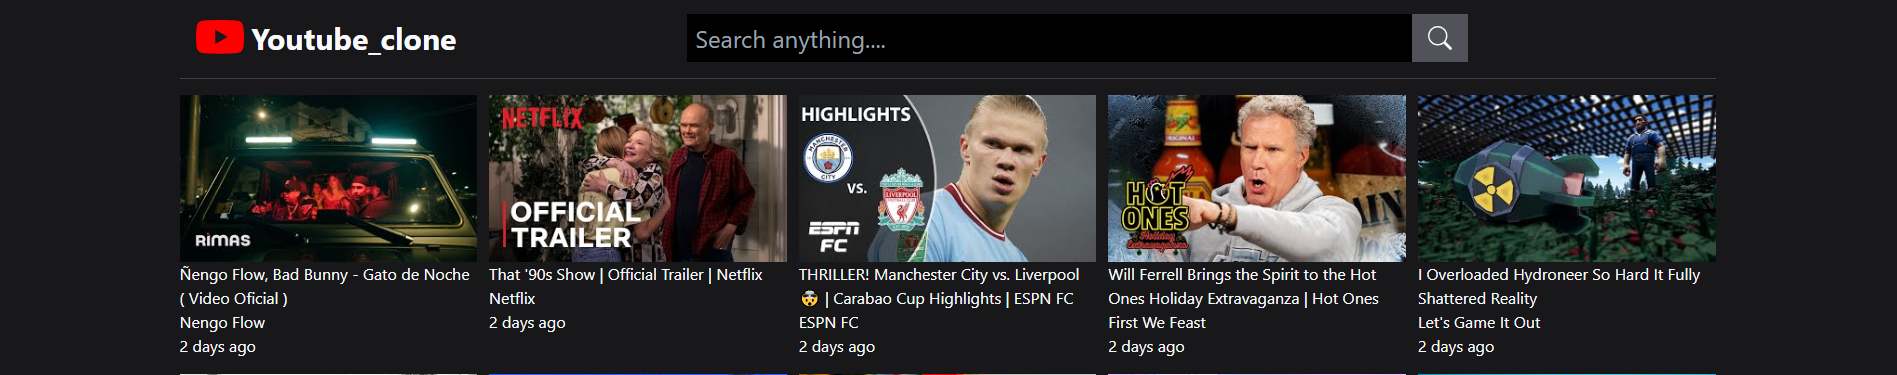 Youtube_clone
Search anything....
RIMAS
Ñengo Flow, Bad Bunny - Gato de Noche
( Video Oficial )
Nengo Flow
2 days ago
NETFLIX
OFFICIAL
TRAILER
That '90s Show | Official Trailer | Netflix
Netflix
2 days ago
HIGHLIGHTS
MANCHESTER
CITY
VS.
LIVERPOOL
ESPN
FC
THRILLER! Manchester City vs. Liverpool
🤯 | Carabao Cup Highlights | ESPN FC
ESPN FC
2 days ago
ORIGINAL
HOT
ONES
Holiday
Extravaganza
Will Ferrell Brings the Spirit to the Hot
Ones Holiday Extravaganza | Hot Ones
First We Feast
2 days ago
I Overloaded Hydroneer So Hard It Fully
Shattered Reality
Let's Game It Out
2 days ago